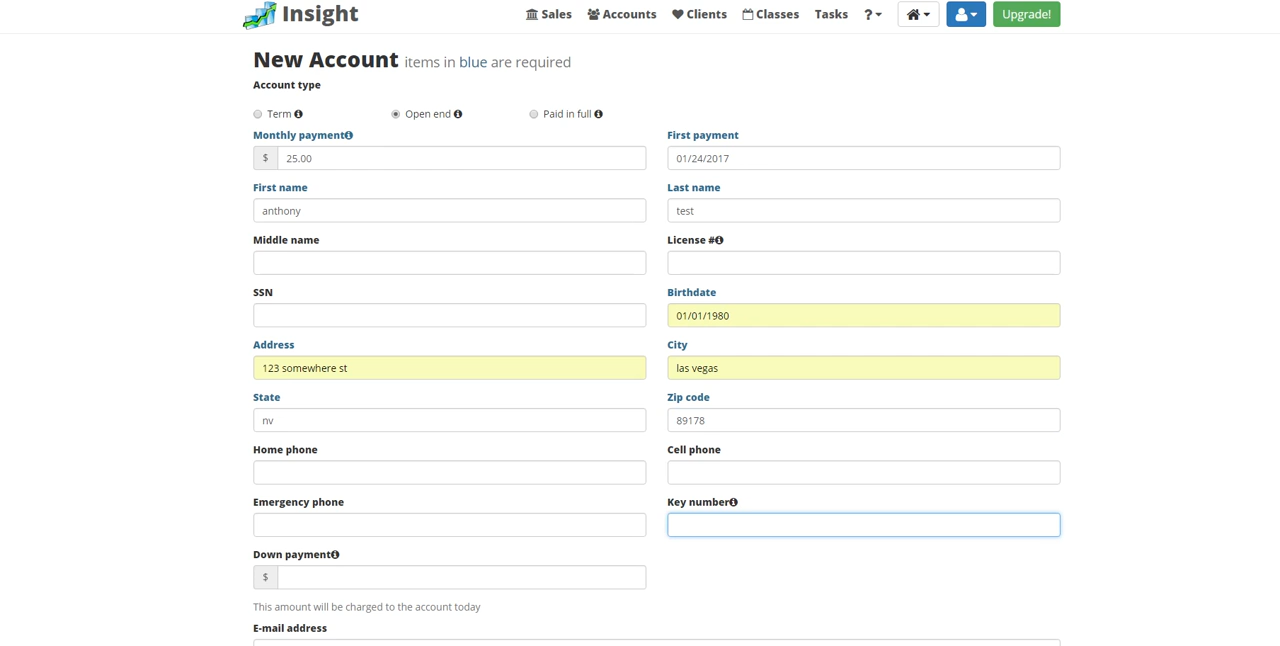 Insight Sales Accounts Clients Classes Tasks ? Upgrade!
New Account items in blue are required
Account type
Term Open end Paid in full
Monthly payment First payment
$ 25.00 01/24/2017
First name Last name
anthony test
Middle name License #
SSN Birthdate
01/01/1980
Address City
123 somewhere st las vegas
State Zip code
nv 89178
Home phone Cell phone
Emergency phone Key number
Down payment
$
This amount will be charged to the account today
E-mail address